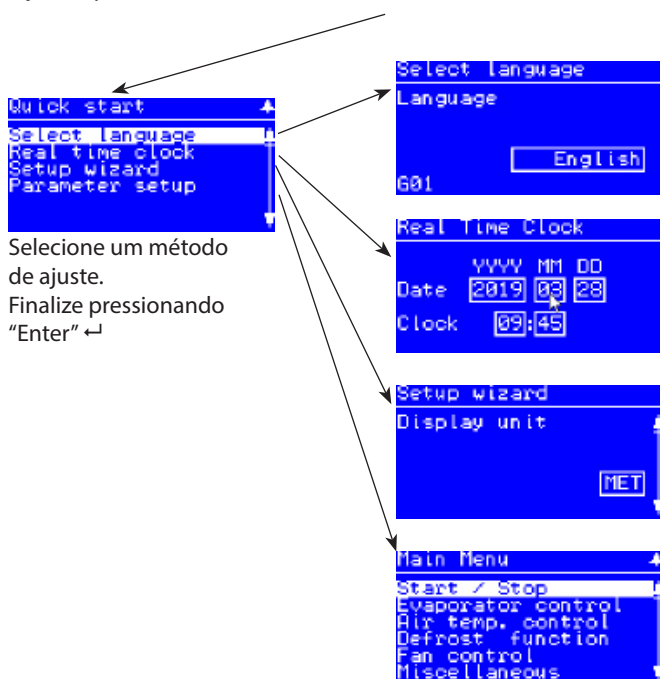 Quick start
Select language
Real time clock
Setup wizard
Parameter setup
Selecione um método
de ajuste.
Finalize pressionando
“Enter” ↵
Select language
Language
English
G01
Real Time Clock
YYYY MM DD
Date 2019 03 28
Clock 09:45
Setup wizard
Display unit
MET
Main Menu
Start / Stop
Evaporator control
Air temp. control
Defrost function
Fan control
Miscellaneous